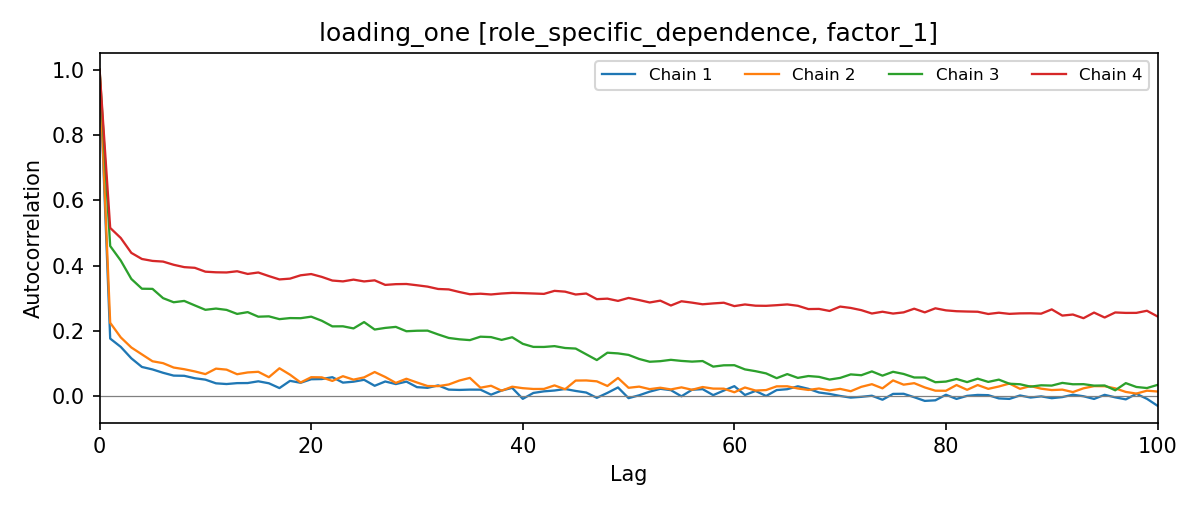 loading_one [role_specific_dependence, factor_1]
Chain 1 Chain 2 Chain 3 Chain 4
Autocorrelation
1.0
0.8
0.6
0.4
0.2
0.0
0 20 40 60 80 100
Lag